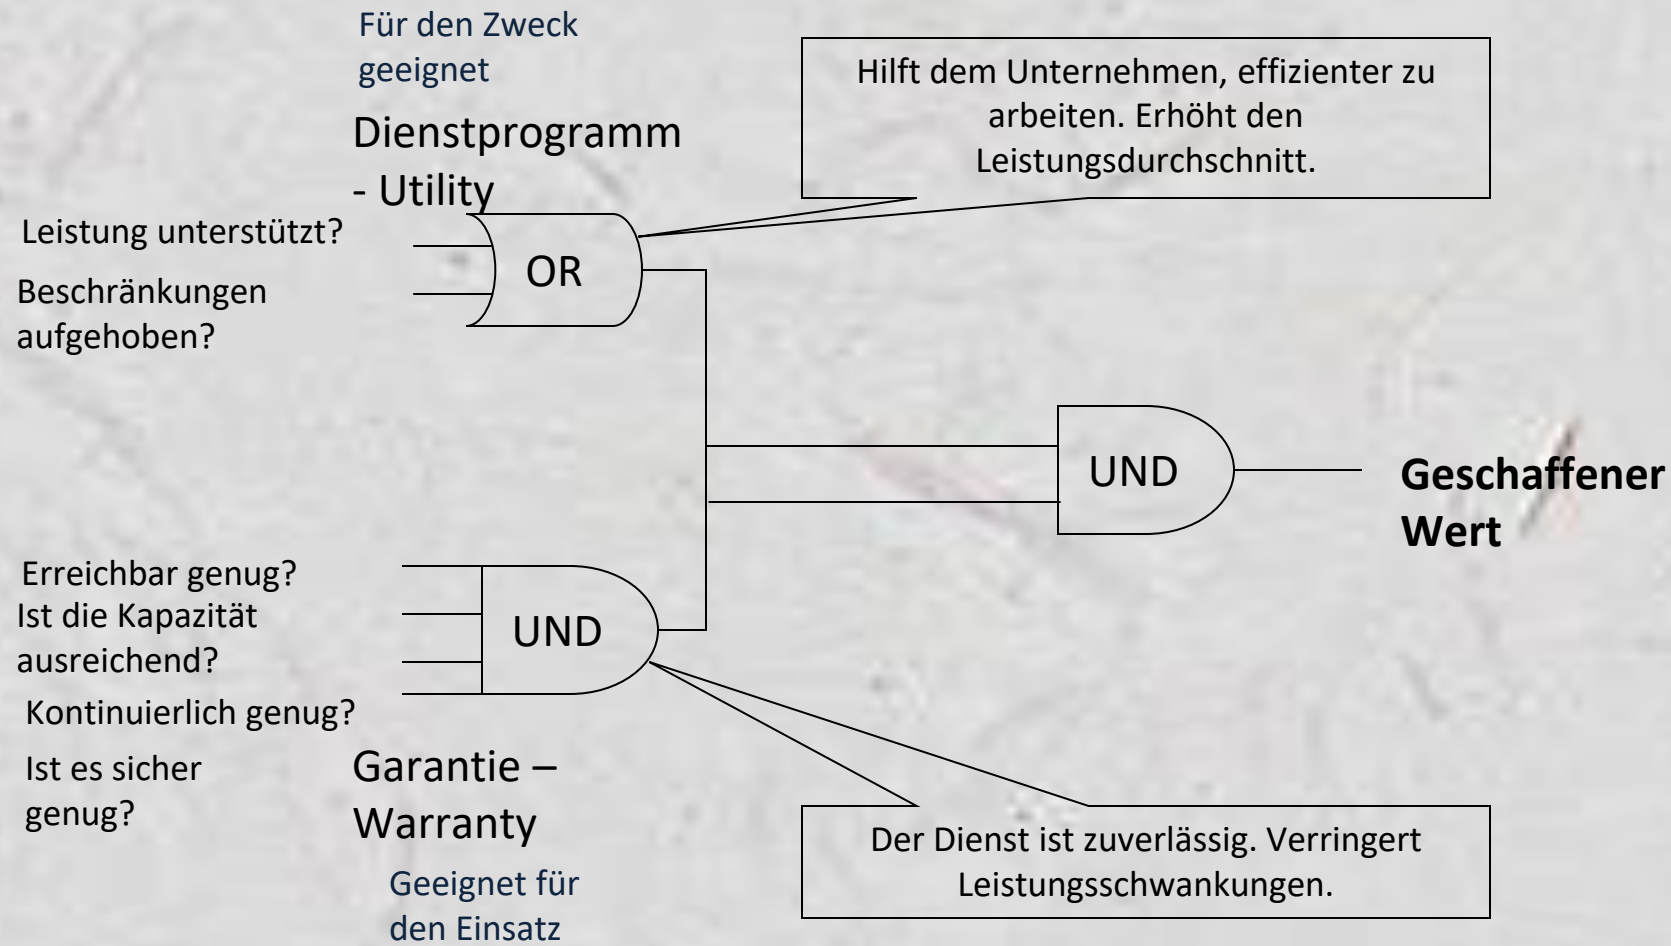 Für den Zweck
geeignet
Hilft dem Unternehmen, effizienter zu
arbeiten. Erhöht den
Leistungsdurchschnitt.
Dienstprogramm
- Utility
Leistung unterstützt?
OR
Beschränkungen
aufgehoben?
UND
Geschaffener
Wert
Erreichbar genug?
Ist die Kapazität
ausreichend?
UND
Kontinuierlich genug?
Ist es sicher
genug?
Garantie –
Warranty
Der Dienst ist zuverlässig. Verringert
Leistungsschwankungen.
Geeignet für
den Einsatz